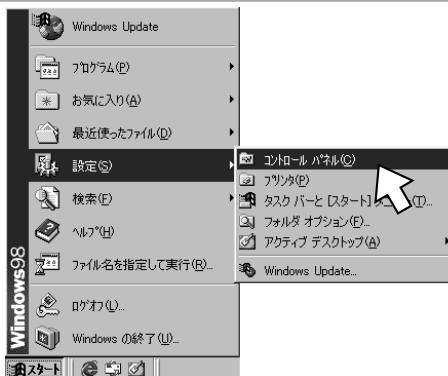 Windows Update
プログラム(P)
お気に入り(A)
最近使ったファイル(D)
設定(S)
検索(F)
ヘルプ(H)
ファイル名を指定して実行(R)...
ログオフ(L)...
Windows の終了(U)...
Windows98
スタート
コントロール パネル(C)
プリンタ(P)
タスク バーと [スタート] (T)...
フォルダ オプション(F)...
アクティブ デスクトップ(A)
Windows Update...